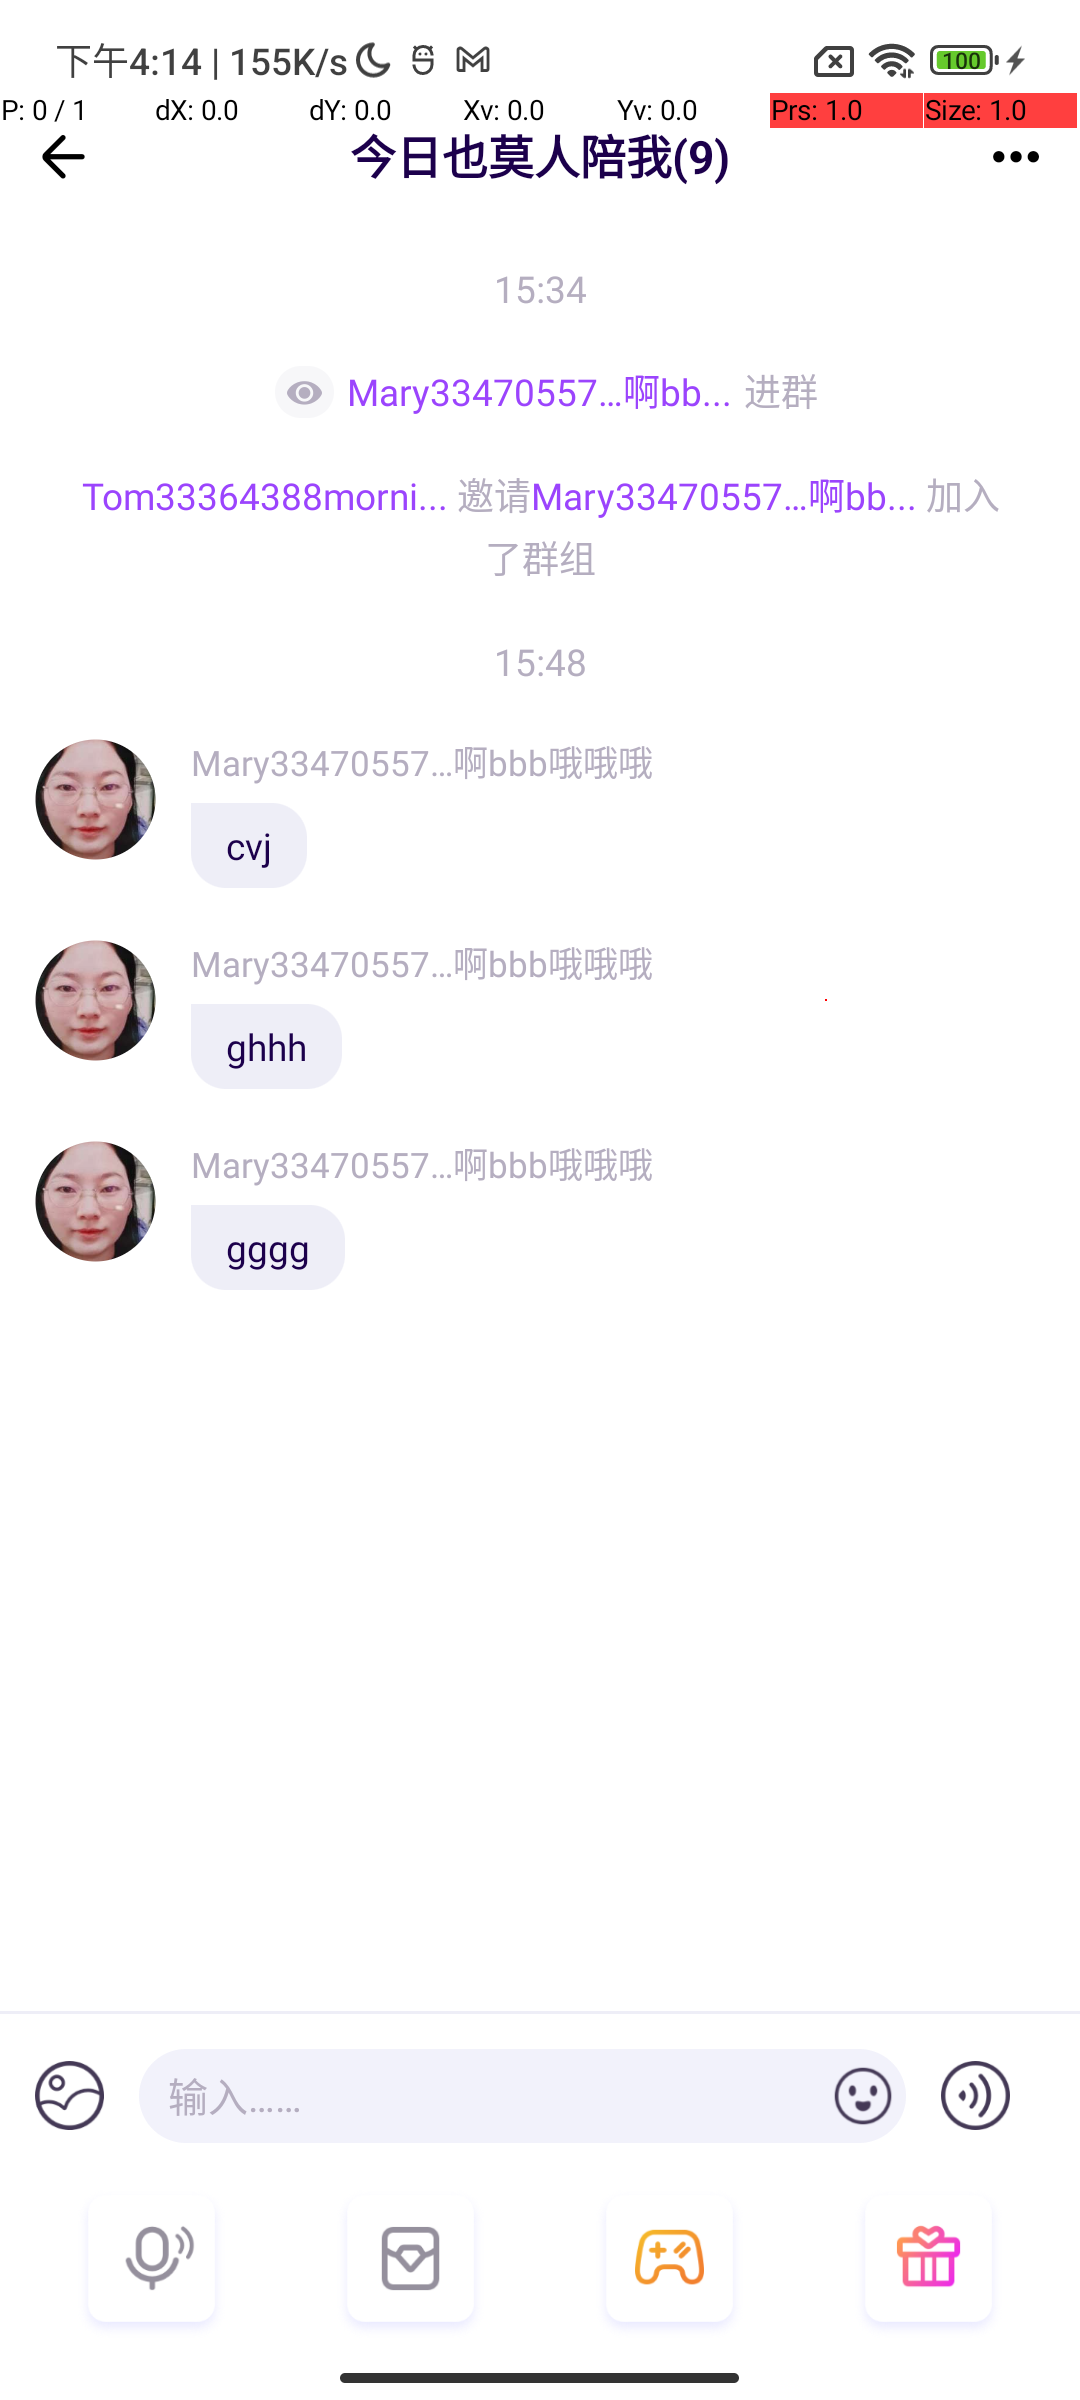 下午4:14 | 155K/s
100
P: 0 / 1 dX: 0.0 dY: 0.0 Xv: 0.0 Yv: 0.0 Prs: 1.0 Size: 1.0
今日也莫人陪我(9)
15:34
Mary33470557...啊bb... 进群
Tom33364388morni... 邀请Mary33470557...啊bb... 加入
了群组
15:48
Mary33470557...啊bbb哦哦哦
cvj
Mary33470557...啊bbb哦哦哦
ghhh
Mary33470557...啊bbb哦哦哦
gggg
输入......